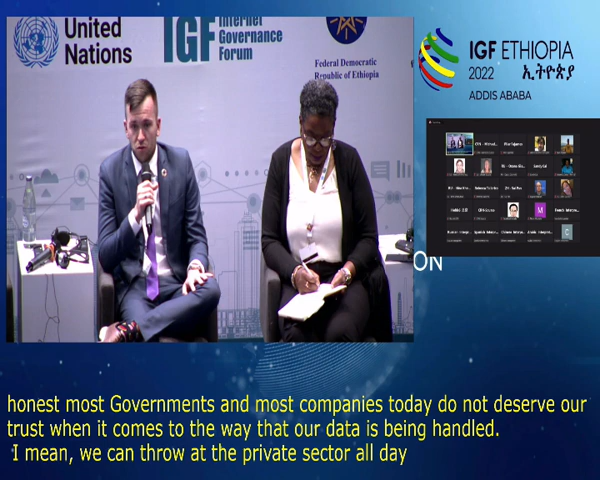 United
Nations
IGF
Internet
Governance
Forum
Federal Democratic
Republic of Ethiopia
IGF ETHIOPIA
2022 ኢትዮጵያ
ADDIS ABABA
ON
honest most Governments and most companies today do not deserve our
trust when it comes to the way that our data is being handled.
I mean, we can throw at the private sector all day